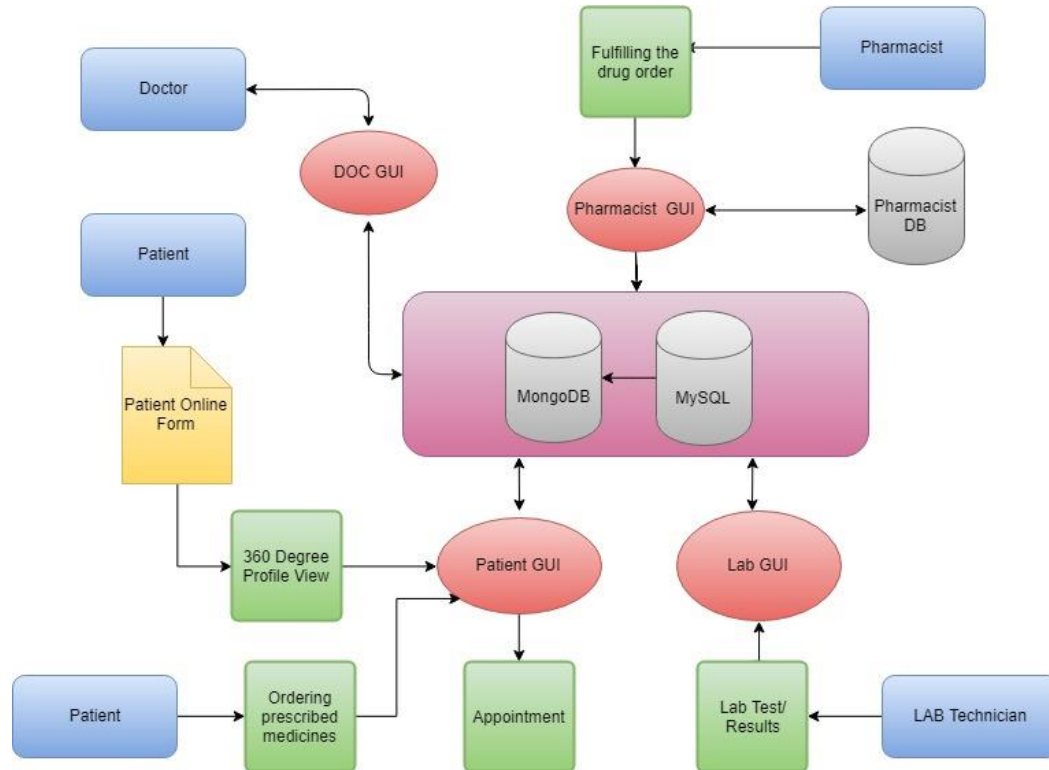 Fulfilling the
drug order
Pharmacist
Doctor
DOC GUI
Pharmacist GUI
Pharmacist
DB
Patient
Patient Online
Form
MongoDB
MySQL
360 Degree
Profile View
Patient GUI
Lab GUI
Patient
Ordering
prescribed
medicines
Appointment
Lab Test/
Results
LAB Technician